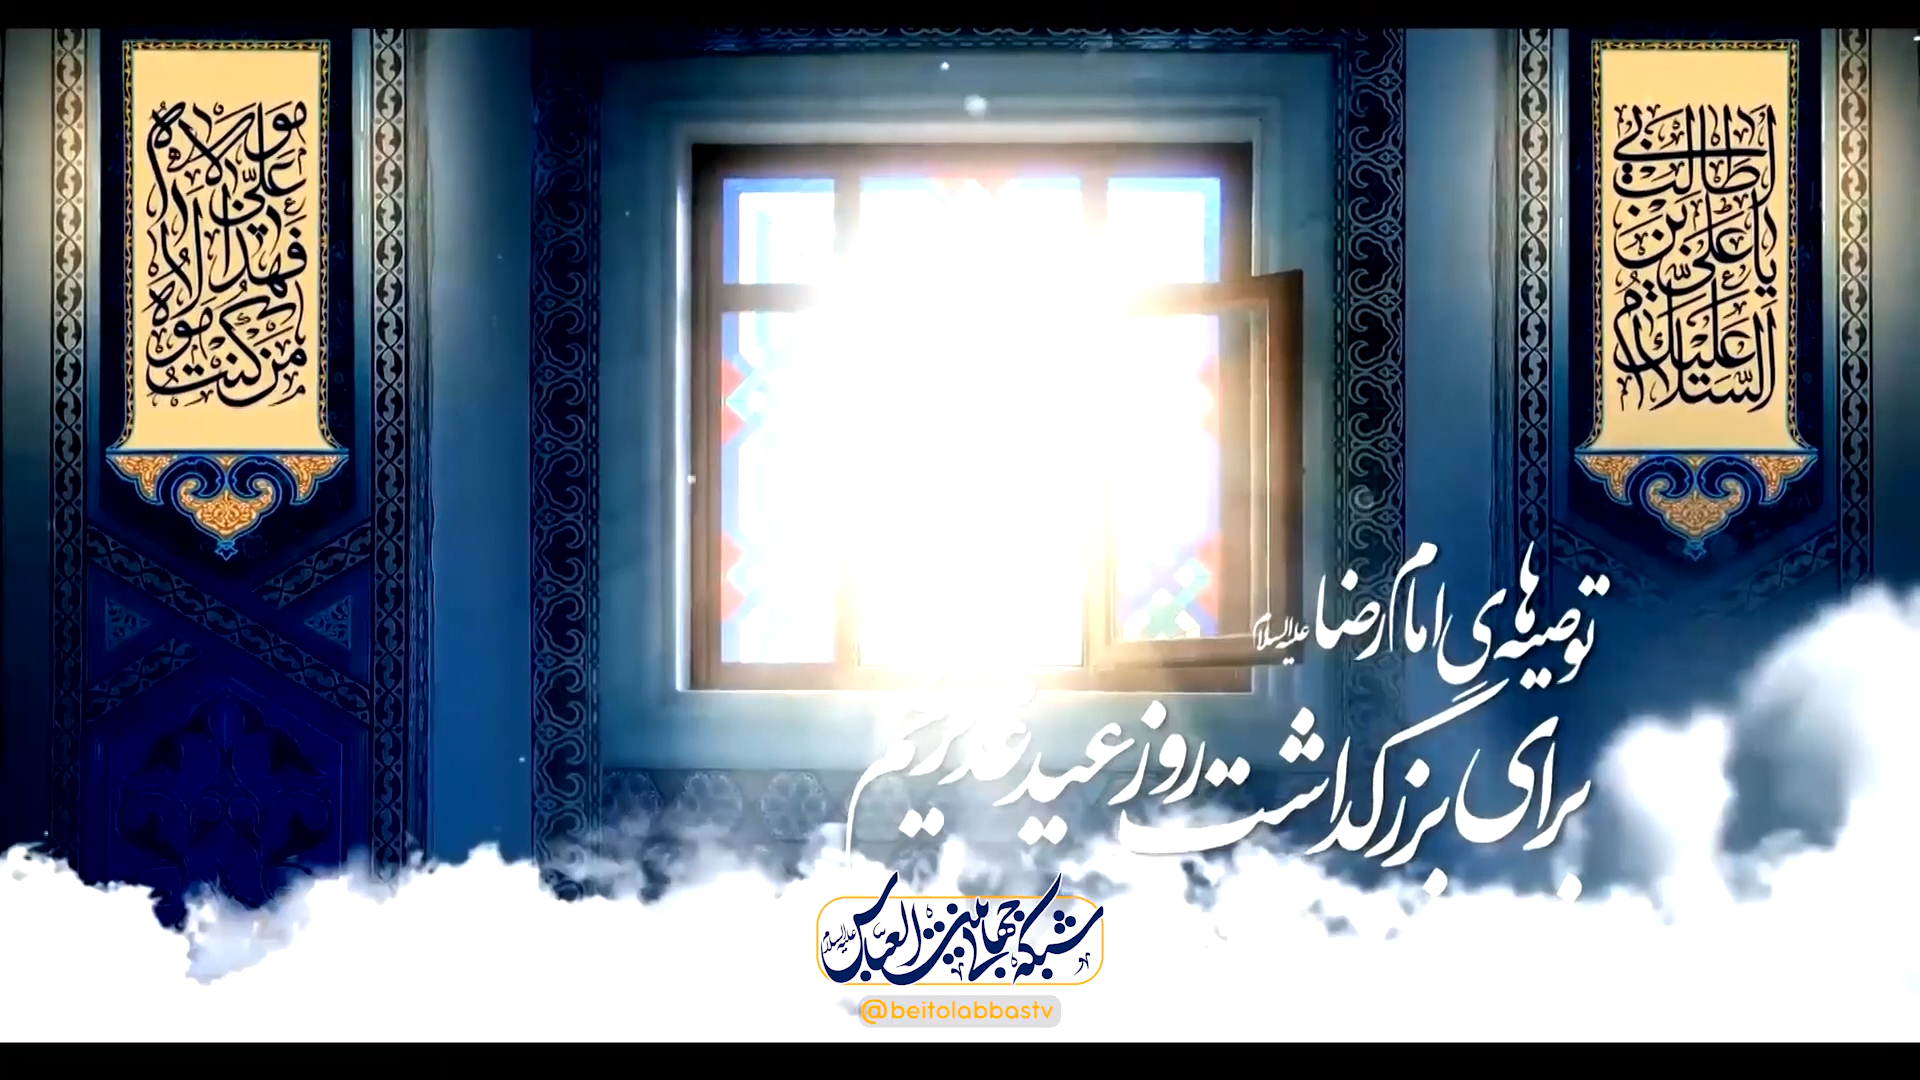 السلام علیک
یا علی بن
ابی طالب
من کنت مولاه
فهذا علی مولاه
توصیه‌های امام رضا علیه‌السلام
برای بزرگداشت روز عید غدیر خم
شبکه جهانی بیت العباس علیه‌السلام
@beitolabbastv